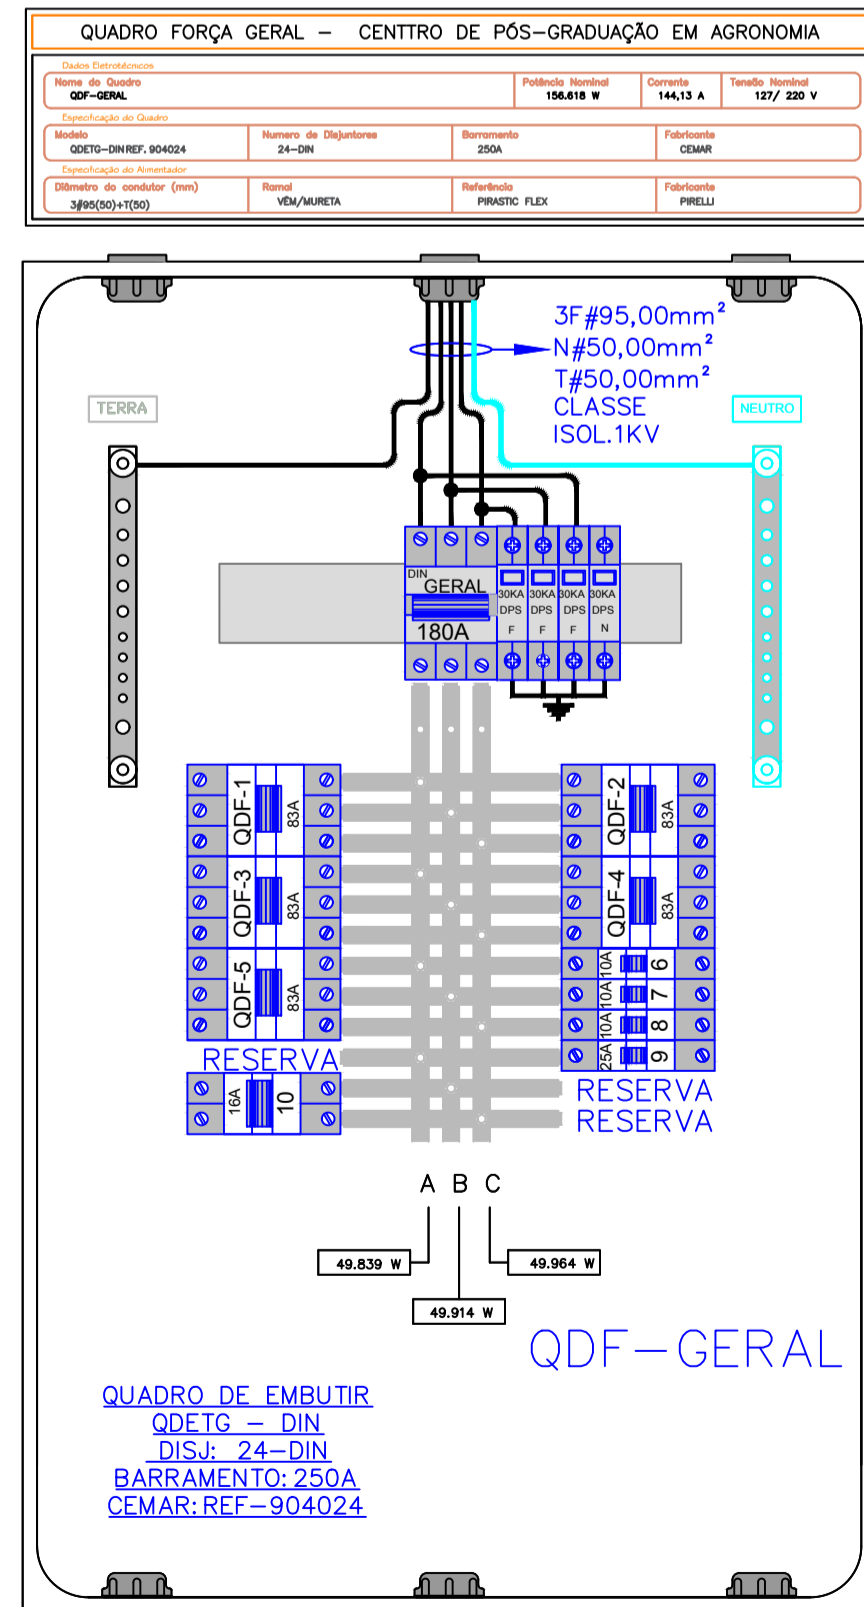 QUADRO FORÇA GERAL – CENTTRO DE PÓS–GRADUAÇÃO EM AGRONOMIA
Dados Eletrotécnicos
Nome do Quadro Potência Nominal Corrente Tensão Nominal
QDF–GERAL 156.618 W 144,13 A 127/ 220 V
Especificação do Quadro
Modelo Numero de Disjuntores Barramento Fabricante
QDETG–DIN REF. 904024 24–DIN 250A CEMAR
Especificação do Alimentador
Diâmetro do condutor (mm) Ramal Referência Fabricante
3#95(50)+T(50) VÊM/MURETA PIRASTIC FLEX PIRELLI
3F#95,00mm²
N#50,00mm²
T#50,00mm²
CLASSE
ISOL.1KV
TERRA NEUTRO
DIN
GERAL
180A
30KA 30KA 30KA 30KA
DPS DPS DPS DPS
F F F N
QDF-1 83A
QDF-2 83A
QDF-3 83A
QDF-4 83A
QDF-5 83A
10A 6
10A 7
10A 8
25A 9
RESERVA
16A 10
RESERVA
RESERVA
A B C
49.839 W 49.964 W
49.914 W
QDF–GERAL
QUADRO DE EMBUTIR
QDETG – DIN
DISJ: 24–DIN
BARRAMENTO: 250A
CEMAR: REF–904024